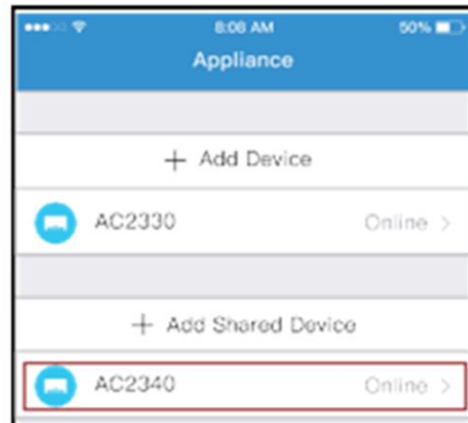 8:08 AM 50%
Appliance
+ Add Device
AC2330 Online >
+ Add Shared Device
AC2340 Online >